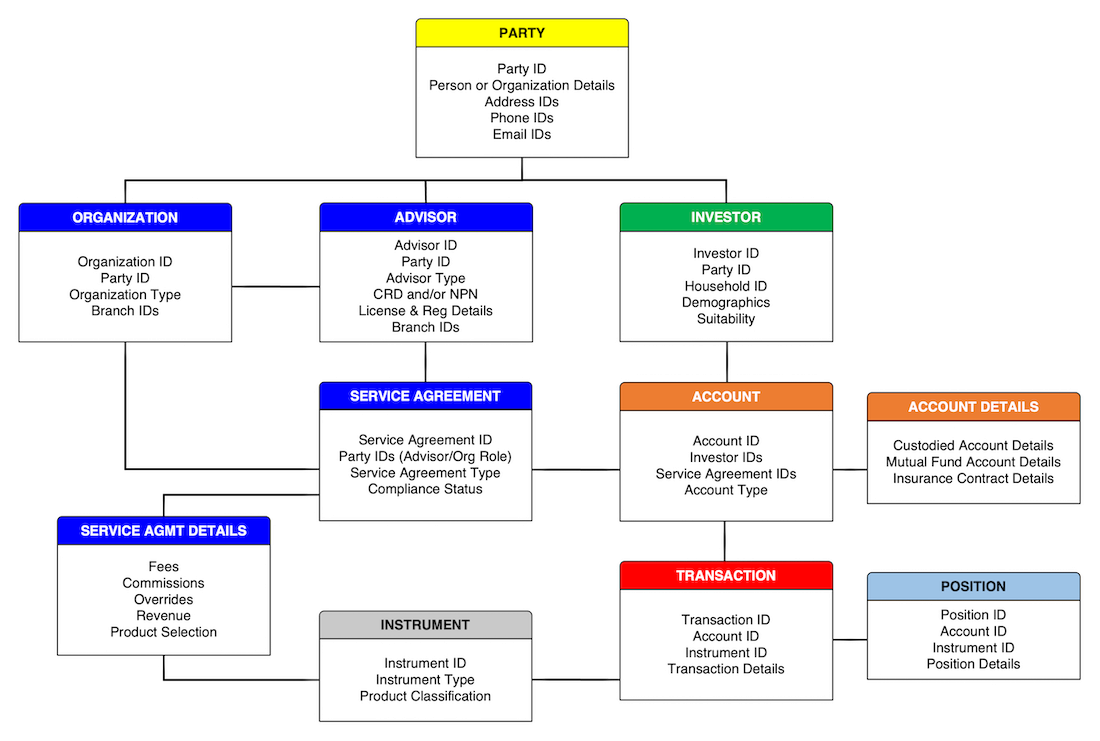 PARTY
Party ID
Person or Organization Details
Address IDs
Phone IDs
Email IDs
ORGANIZATION
Organization ID
Party ID
Organization Type
Branch IDs
ADVISOR
Advisor ID
Party ID
Advisor Type
CRD and/or NPN
License & Reg Details
Branch IDs
INVESTOR
Investor ID
Party ID
Household ID
Demographics
Suitability
SERVICE AGREEMENT
Service Agreement ID
Party IDs (Advisor/Org Role)
Service Agreement Type
Compliance Status
ACCOUNT
Account ID
Investor IDs
Service Agreement IDs
Account Type
ACCOUNT DETAILS
Custodied Account Details
Mutual Fund Account Details
Insurance Contract Details
SERVICE AGMT DETAILS
Fees
Commissions
Overrides
Revenue
Product Selection
INSTRUMENT
Instrument ID
Instrument Type
Product Classification
TRANSACTION
Transaction ID
Account ID
Instrument ID
Transaction Details
POSITION
Position ID
Account ID
Instrument ID
Position Details